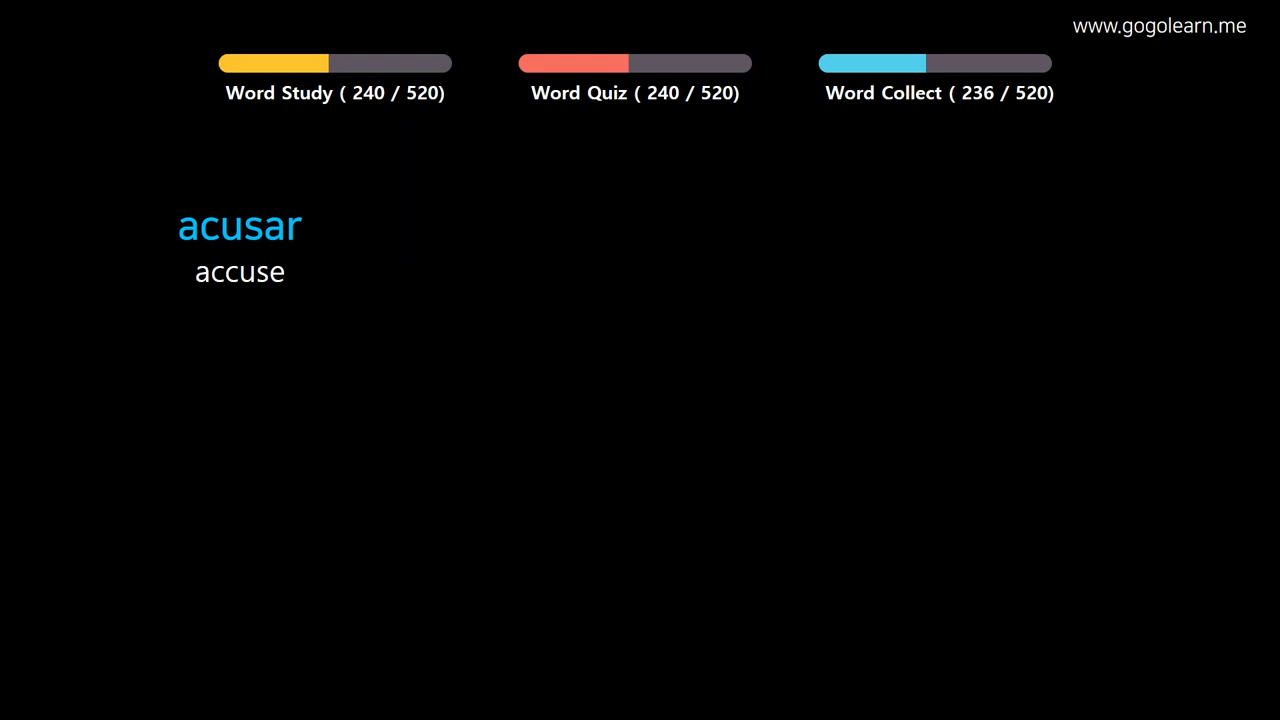 www.gogolearn.me
Word Study ( 240 / 520)
Word Quiz ( 240 / 520)
Word Collect ( 236 / 520)
acusar
accuse